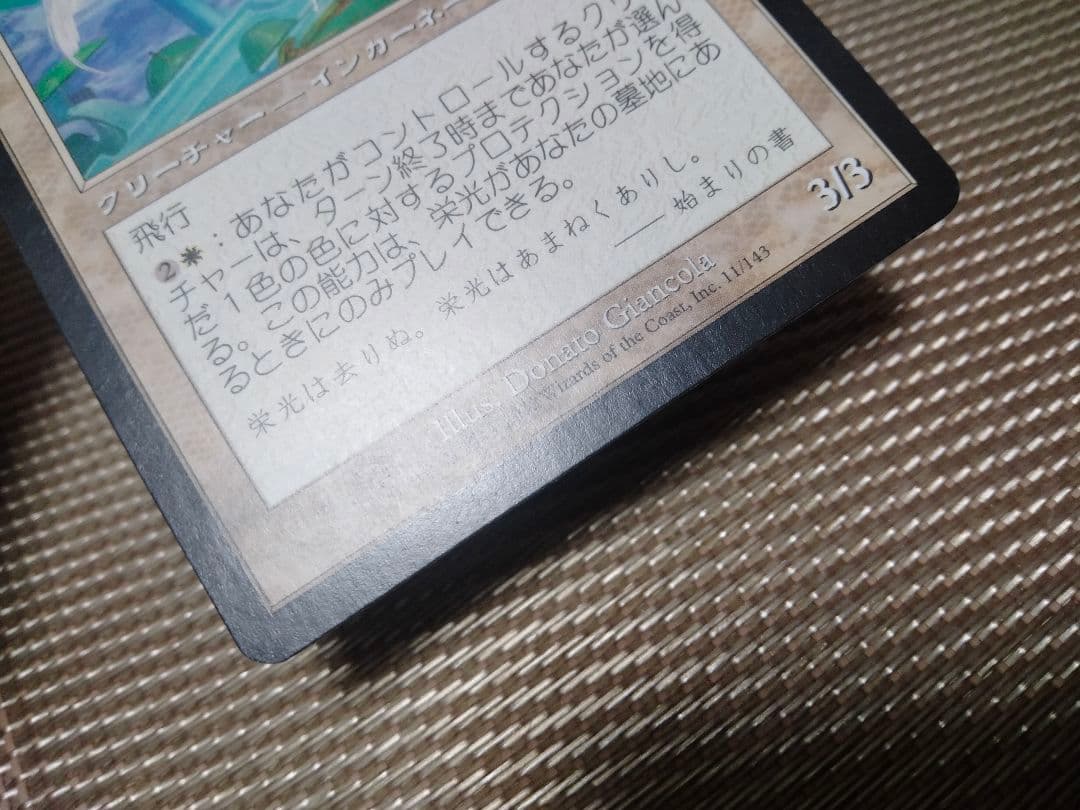 クリーチャー ― インカーネー
飛行
②☀：あなたがコントロールするクリ
チャーは、ターン終了時まであなたが選ん
だ１色の色に対するプロテクションを得
る。この能力は、栄光があなたの墓地にあ
るときにのみプレイできる。
栄光は去りぬ。栄光はあまねくありし。
――始まりの書
3/3
Illus. Donato Giancola
Wizards of the Coast, Inc. 11/143